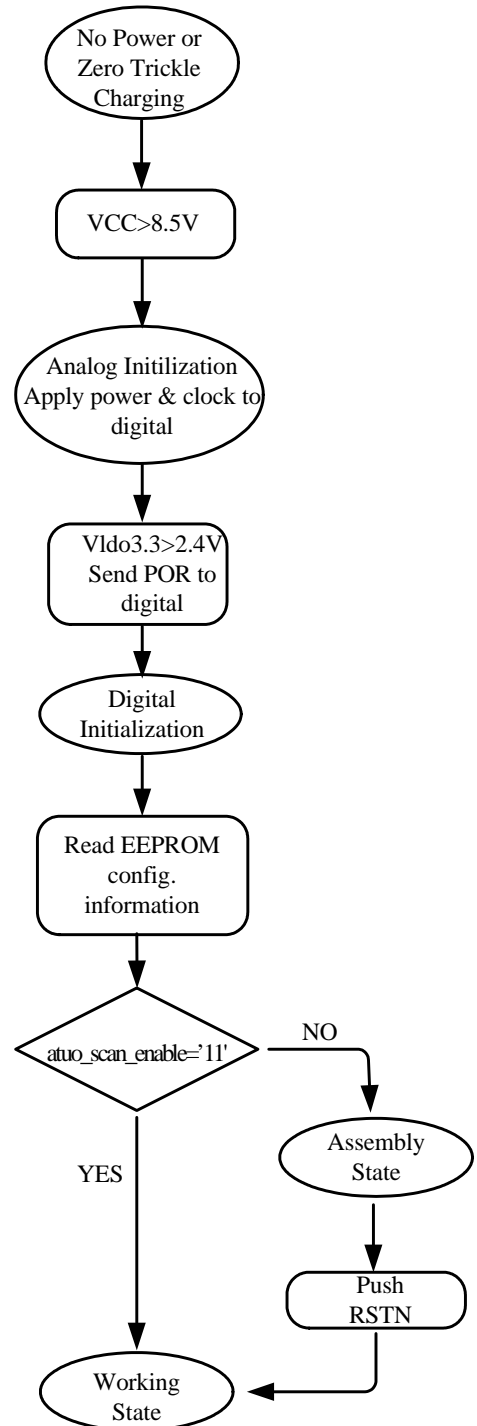 No Power or
Zero Trickle
Charging
VCC>8.5V
Analog Initilization
Apply power & clock to
digital
Vldo3.3>2.4V
Send POR to
digital
Digital
Initialization
Read EEPROM
config.
information
atuo_scan_enable=’11'
NO
Assembly
State
YES
Push
RSTN
Working
State